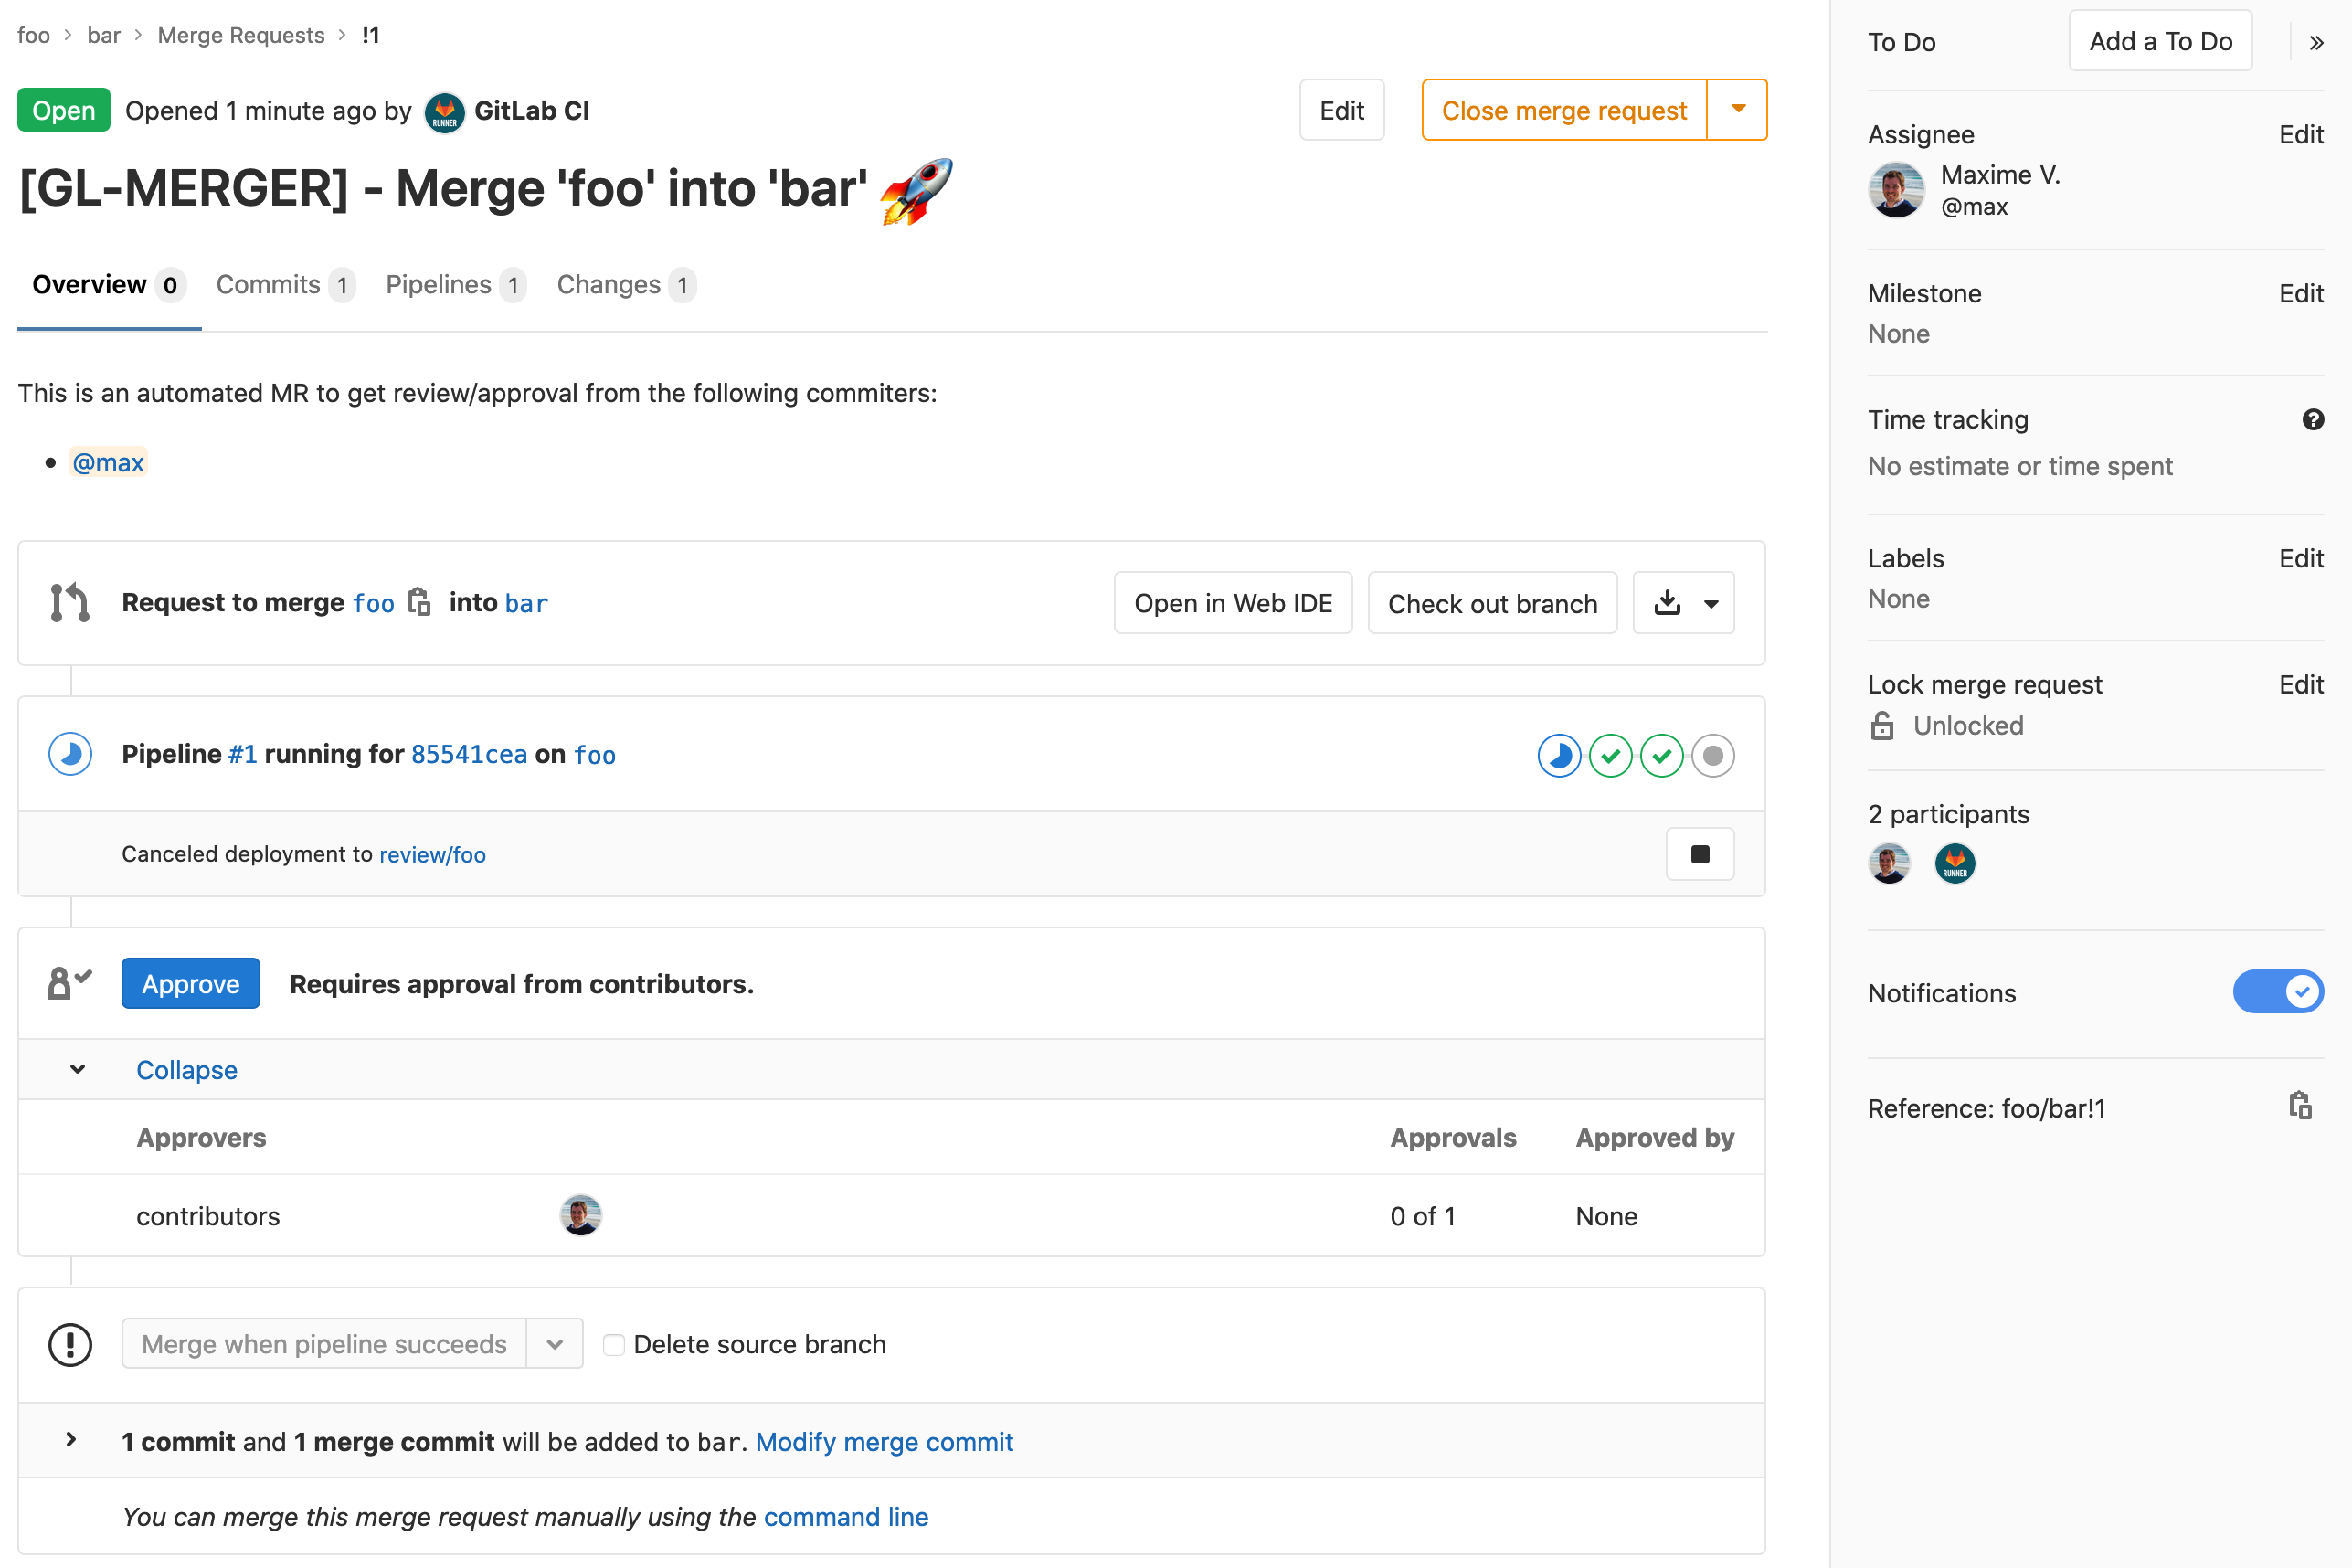 foo > bar > Merge Requests > !1
Open Opened 1 minute ago by RUNNER GitLab CI
Edit
Close merge request
[GL-MERGER] - Merge 'foo' into 'bar' 🚀
Overview 0 Commits 1 Pipelines 1 Changes 1
This is an automated MR to get review/approval from the following commiters:
• @max
Request to merge foo into bar
Open in Web IDE
Check out branch
Pipeline #1 running for 85541cea on foo
Canceled deployment to review/foo
Approve Requires approval from contributors.
Collapse
Approvers Approvals Approved by
contributors 0 of 1 None
Merge when pipeline succeeds Delete source branch
1 commit and 1 merge commit will be added to bar. Modify merge commit
You can merge this merge request manually using the command line
To Do Add a To Do »
Assignee Edit
Maxime V.
@max
Milestone Edit
None
Time tracking ?
No estimate or time spent
Labels Edit
None
Lock merge request Edit
Unlocked
2 participants
RUNNER
Notifications
Reference: foo/bar!1